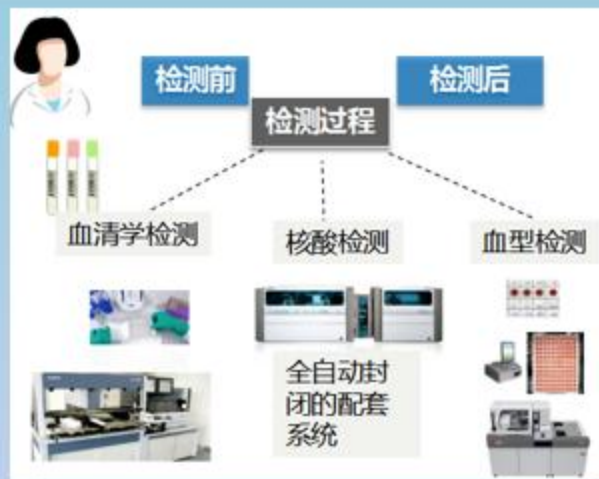 检测前
检测后
检测过程
血清学检测
核酸检测
血型检测
全自动封
闭的配套
系统